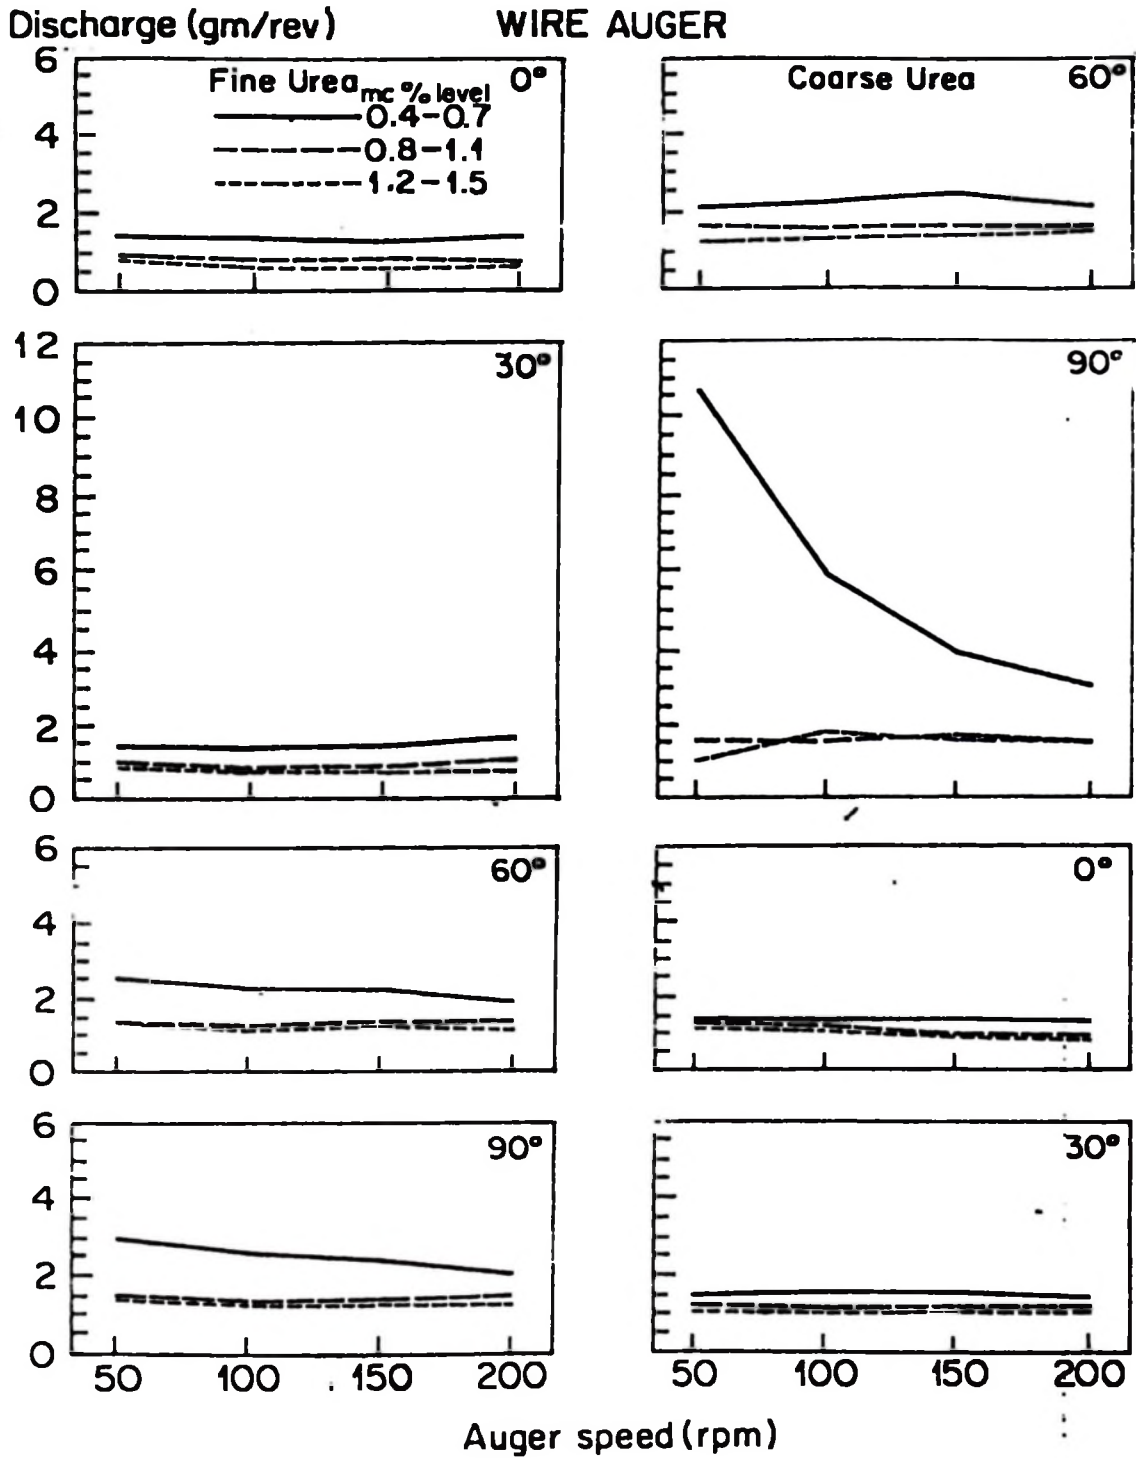 Discharge (gm/rev) WIRE AUGER
6 Fine Urea mc % level 0° Coarse Urea 60°
0.4-0.7
4 0.8-1.1
1.2-1.5
2
0
12 30° 90°
10
8
6
4
2
0
6 60° 0°
4
2
0
6 90° 30°
4
2
0
50 100 150 200 50 100 150 200
Auger speed (rpm)